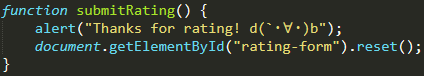 function submitRating() {
    alert("Thanks for rating! d(`･∀･)b");
    document.getElementById("rating-form").reset();
}